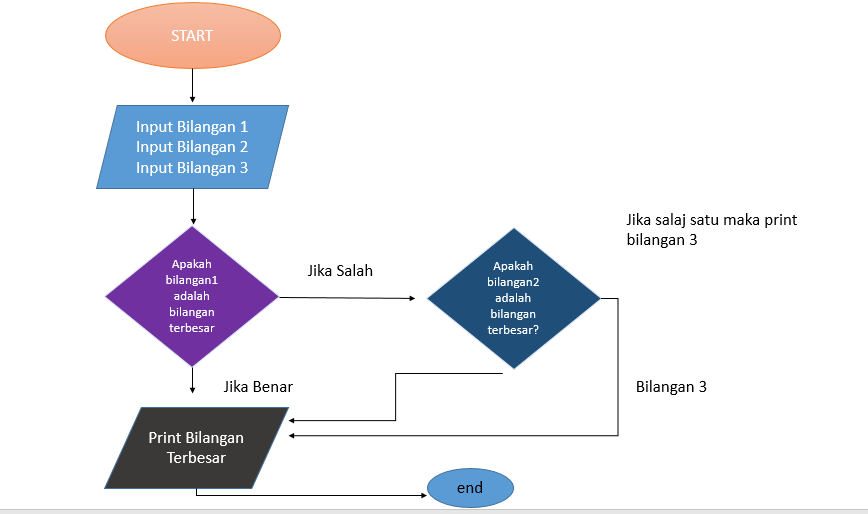 START
Input Bilangan 1
Input Bilangan 2
Input Bilangan 3
Apakah
bilangan1
adalah
bilangan
terbesar
Jika Salah
Apakah
bilangan2
adalah
bilangan
terbesar?
Jika salaj satu maka print
bilangan 3
Jika Benar
Bilangan 3
Print Bilangan
Terbesar
end